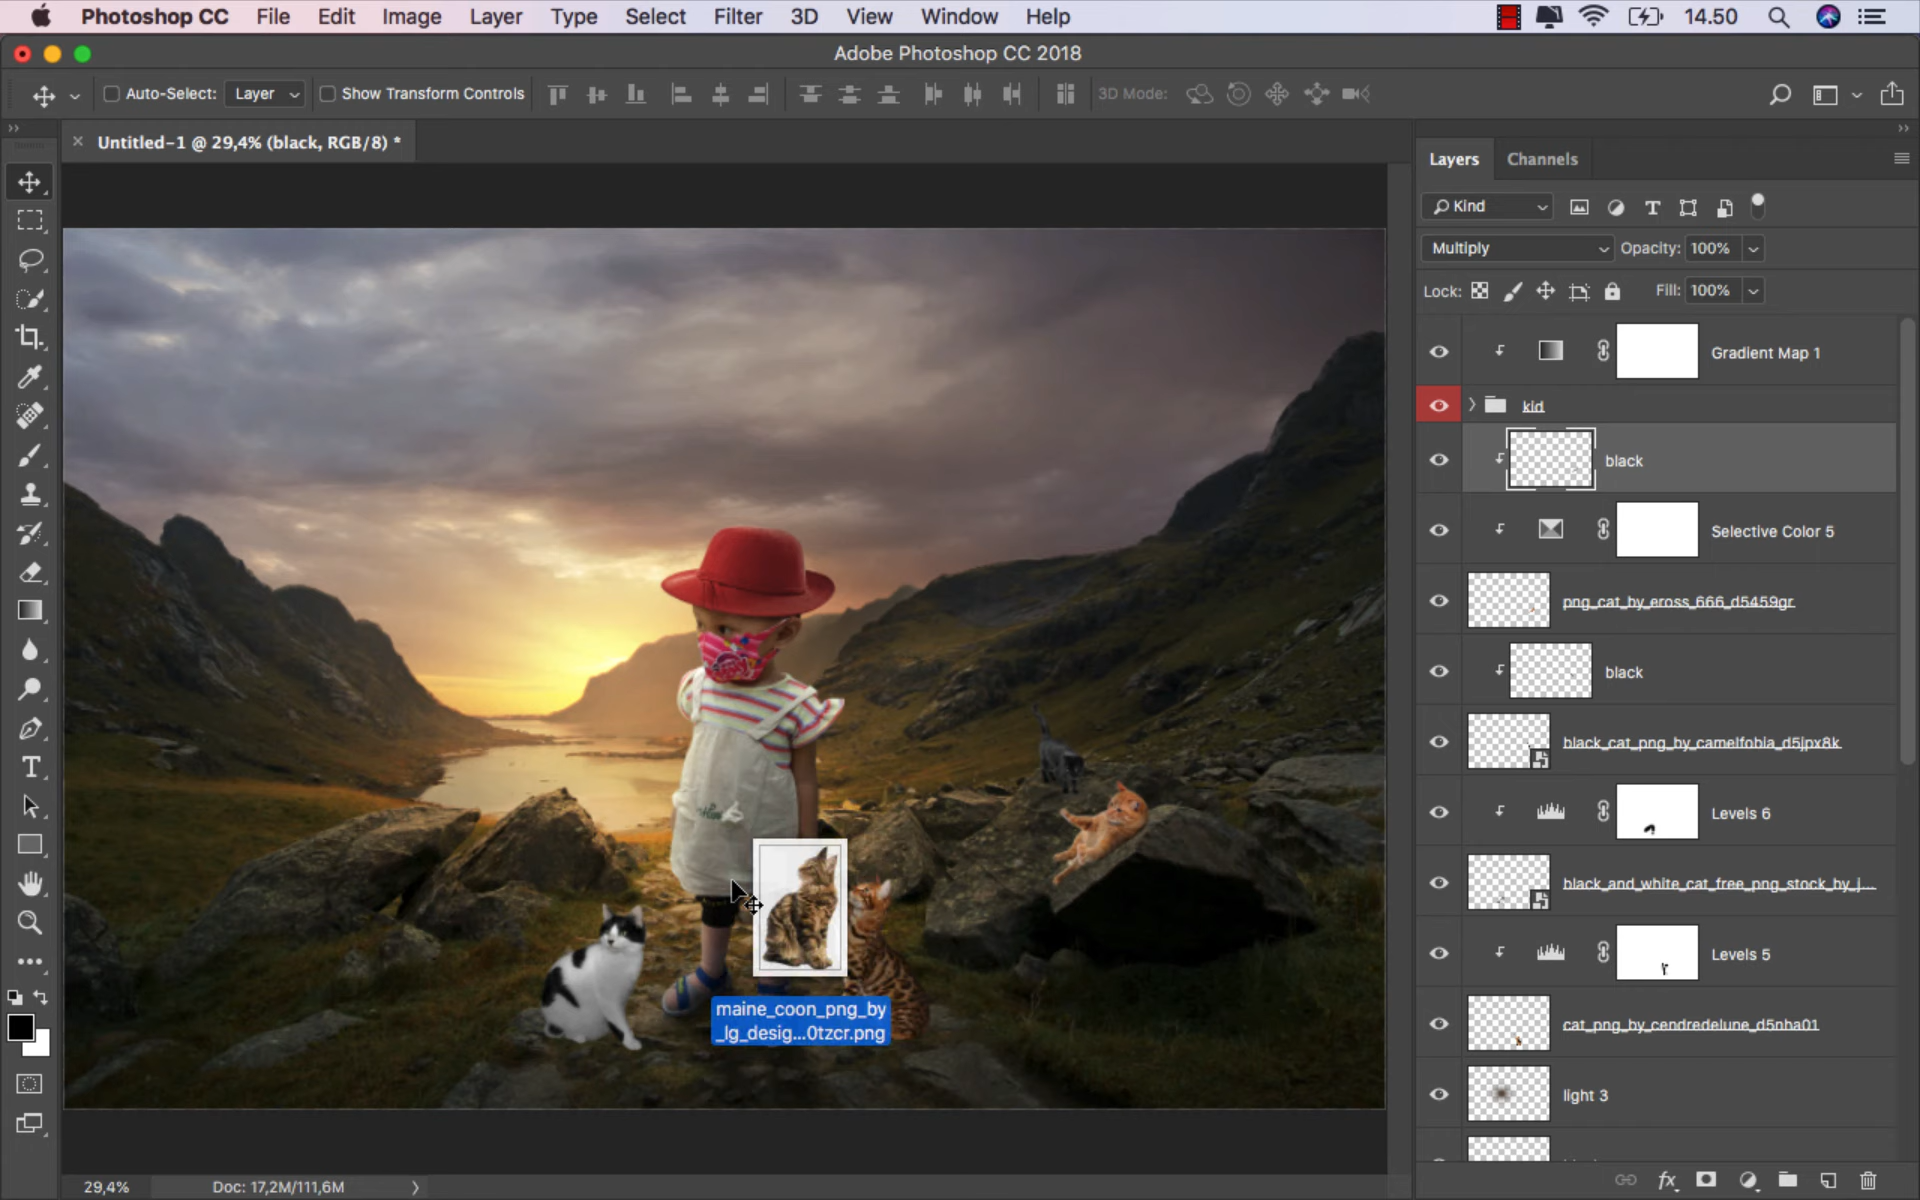 Photoshop CC File Edit Image Layer Type Select Filter 3D View Window Help 14.50
Adobe Photoshop CC 2018
Auto-Select: Layer Show Transform Controls 3D Mode:
Untitled-1 @ 29,4% (black, RGB/8) *
Layers Channels
Kind
Multiply Opacity: 100%
Lock: Fill: 100%
Gradient Map 1
kid
black
Selective Color 5
png_cat_by_eross_666_d5459gr
black
black_cat_png_by_camelfobia_d5jpx8k
Levels 6
black_and_white_cat_free_png_stock_by_j...
Levels 5
cat_png_by_cendredelune_d5nha01
light 3
maine_coon_png_by
_lg_desig...0tzcr.png
29,4% Doc: 17,2M/111,6M